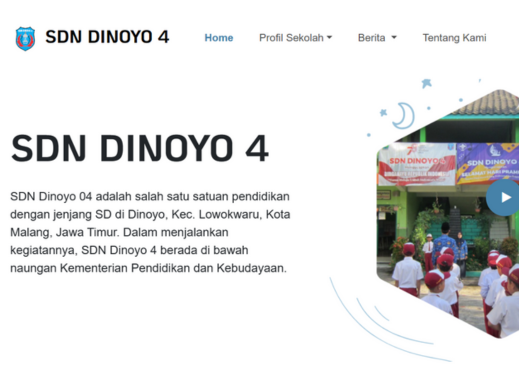 SDN DINOYO 4
Home
Profil Sekolah
Berita
Tentang Kami
SDN DINOYO 4
SDN Dinoyo 04 adalah salah satu satuan pendidikan
dengan jenjang SD di Dinoyo, Kec. Lowokwaru, Kota
Malang, Jawa Timur. Dalam menjalankan
kegiatannya, SDN Dinoyo 4 berada di bawah
naungan Kementerian Pendidikan dan Kebudayaan.
SDN DINOYO
SDN DINOYO